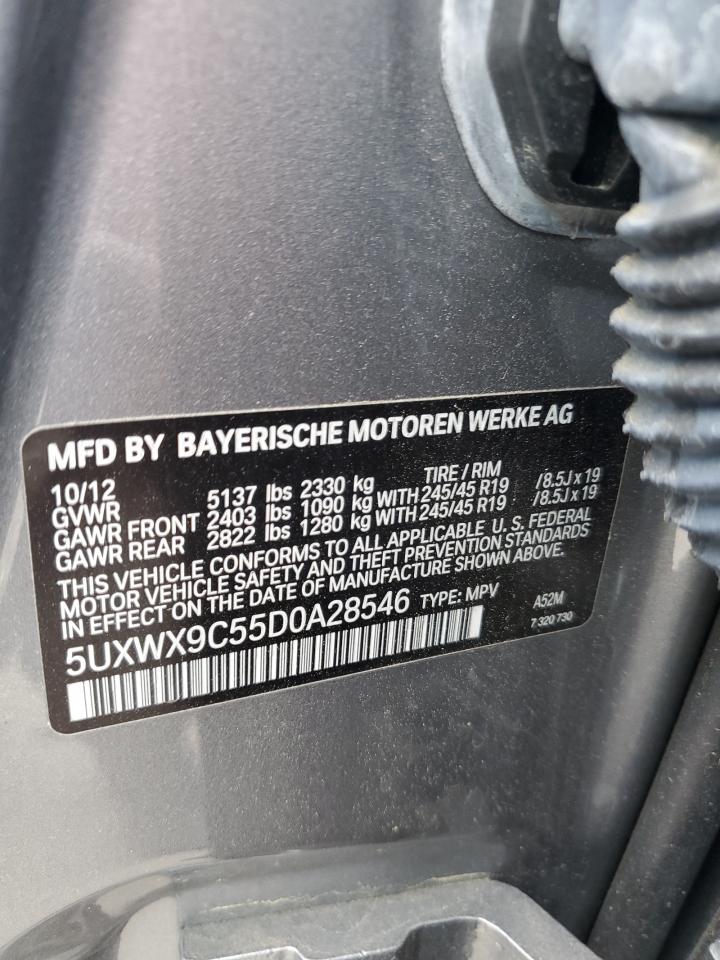 MFD BY BAYERISCHE MOTOREN WERKE AG
10/12 TIRE / RIM
GVWR 5137 lbs 2330 kg
GAWR FRONT 2403 lbs 1090 kg WITH 245/45 R19 /8.5J x 19
GAWR REAR 2822 lbs 1280 kg WITH 245/45 R19 /8.5J x 19
THIS VEHICLE CONFORMS TO ALL APPLICABLE U. S. FEDERAL
MOTOR VEHICLE SAFETY AND THEFT PREVENTION STANDARDS
IN EFFECT ON THE DATE OF MANUFACTURE SHOWN ABOVE.
5UXWX9C55D0A28546 TYPE: MPV A52M
7 320 730